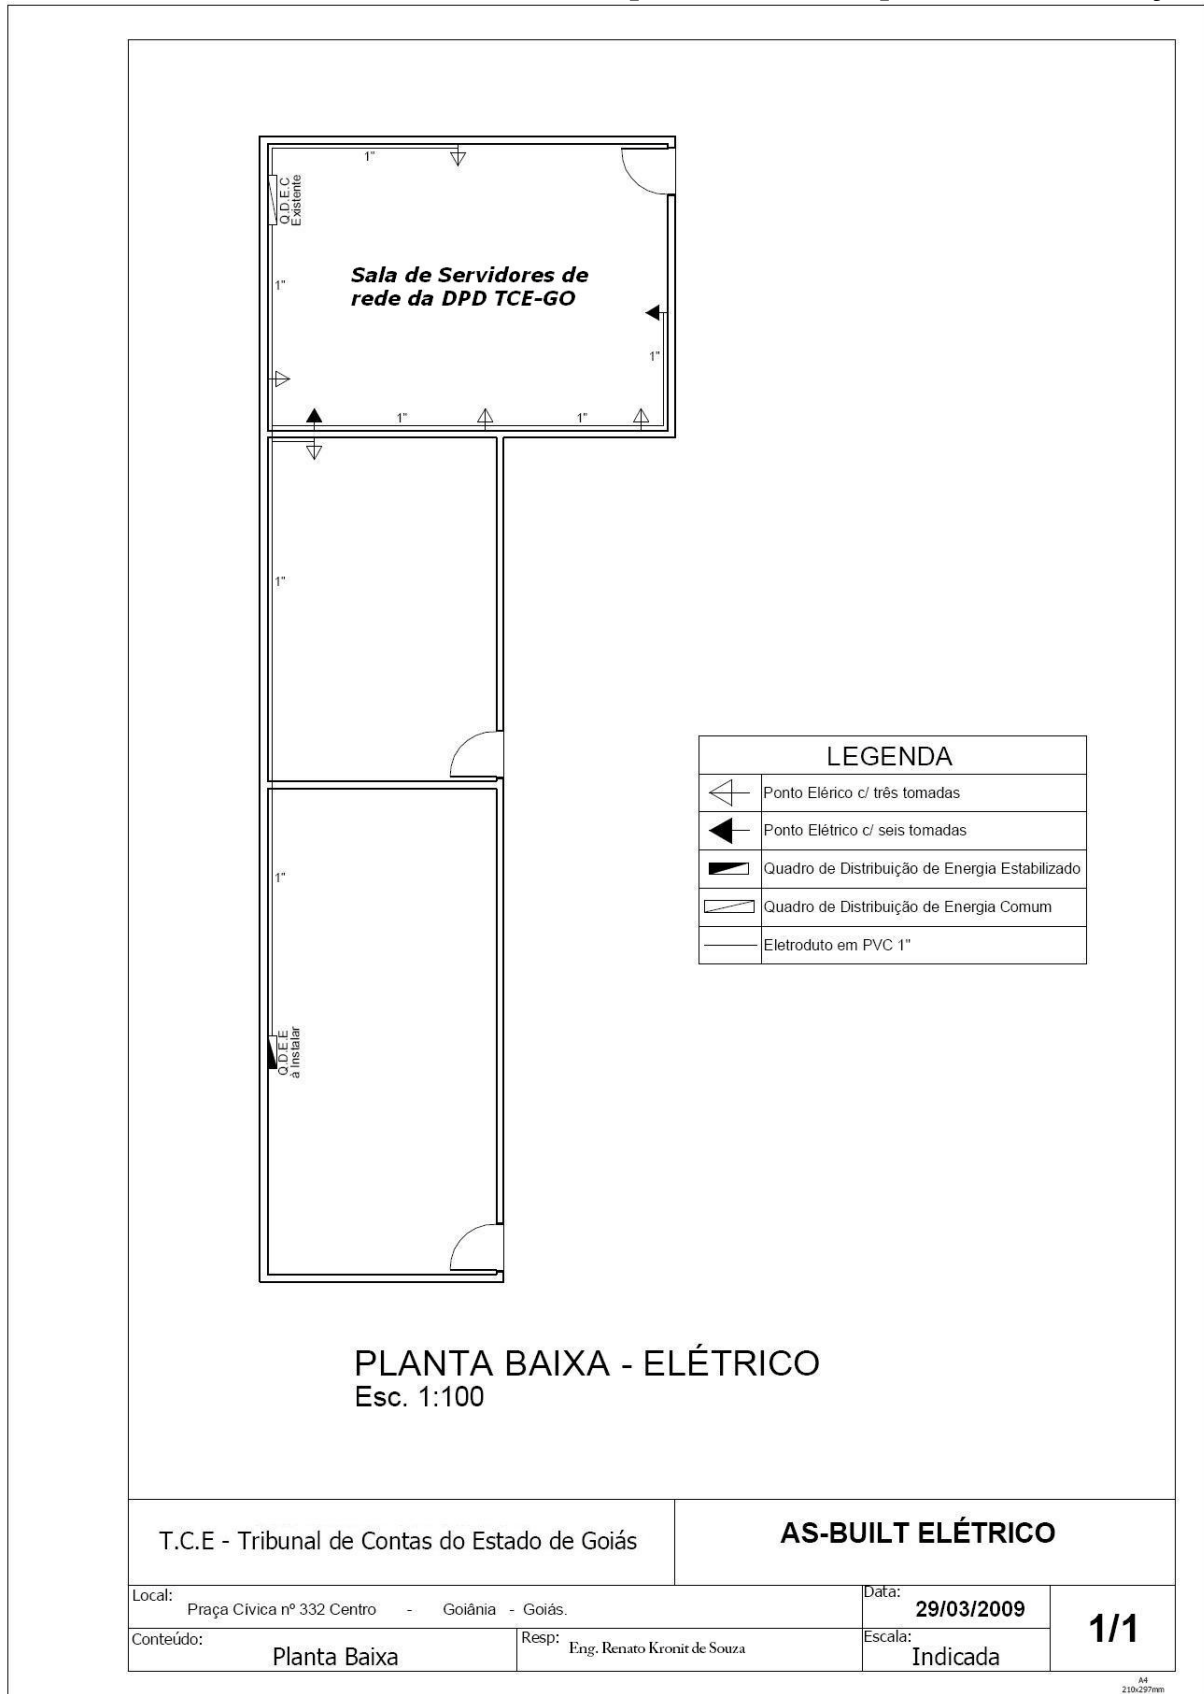 1"
Q.D.E.C
Existente
Sala de Servidores de
rede da DPD TCE-GO
1"
1"
1"
1"
1"
LEGENDA
Ponto Elérico c/ três tomadas
Ponto Elétrico c/ seis tomadas
Quadro de Distribuição de Energia Estabilizado
Quadro de Distribuição de Energia Comum
Eletroduto em PVC 1"
1"
Q.D.E.E
à Instalar
PLANTA BAIXA - ELÉTRICO
Esc. 1:100
T.C.E - Tribunal de Contas do Estado de Goiás
AS-BUILT ELÉTRICO
Local:
Praça Cívica nº 332 Centro - Goiânia - Goiás.
Data:
29/03/2009
1/1
Conteúdo:
Planta Baixa
Resp: Eng. Renato Kronit de Souza
Escala:
Indicada
A4
210x297mm